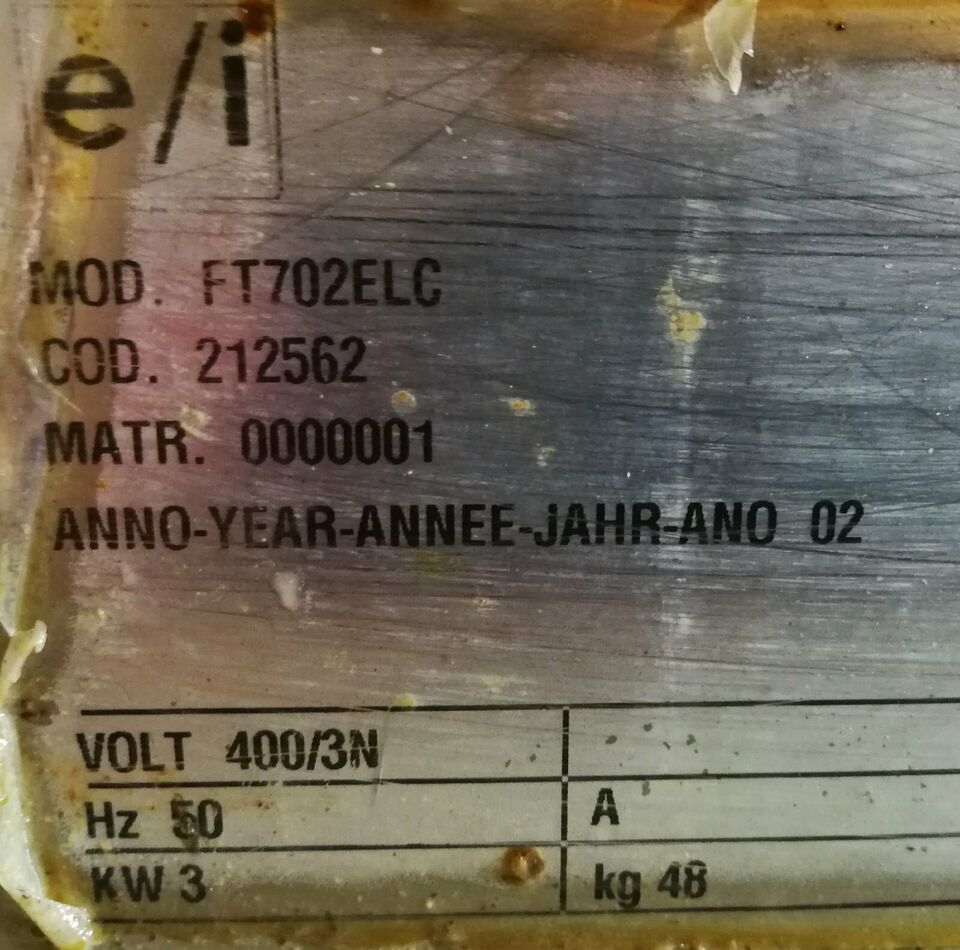 e/i
MOD. FT702ELC
COD. 212562
MATR. 0000001
ANNO-YEAR-ANNEE-JAHR-ANO 02
VOLT 400/3N
Hz 50
A
KW 3
kg 48